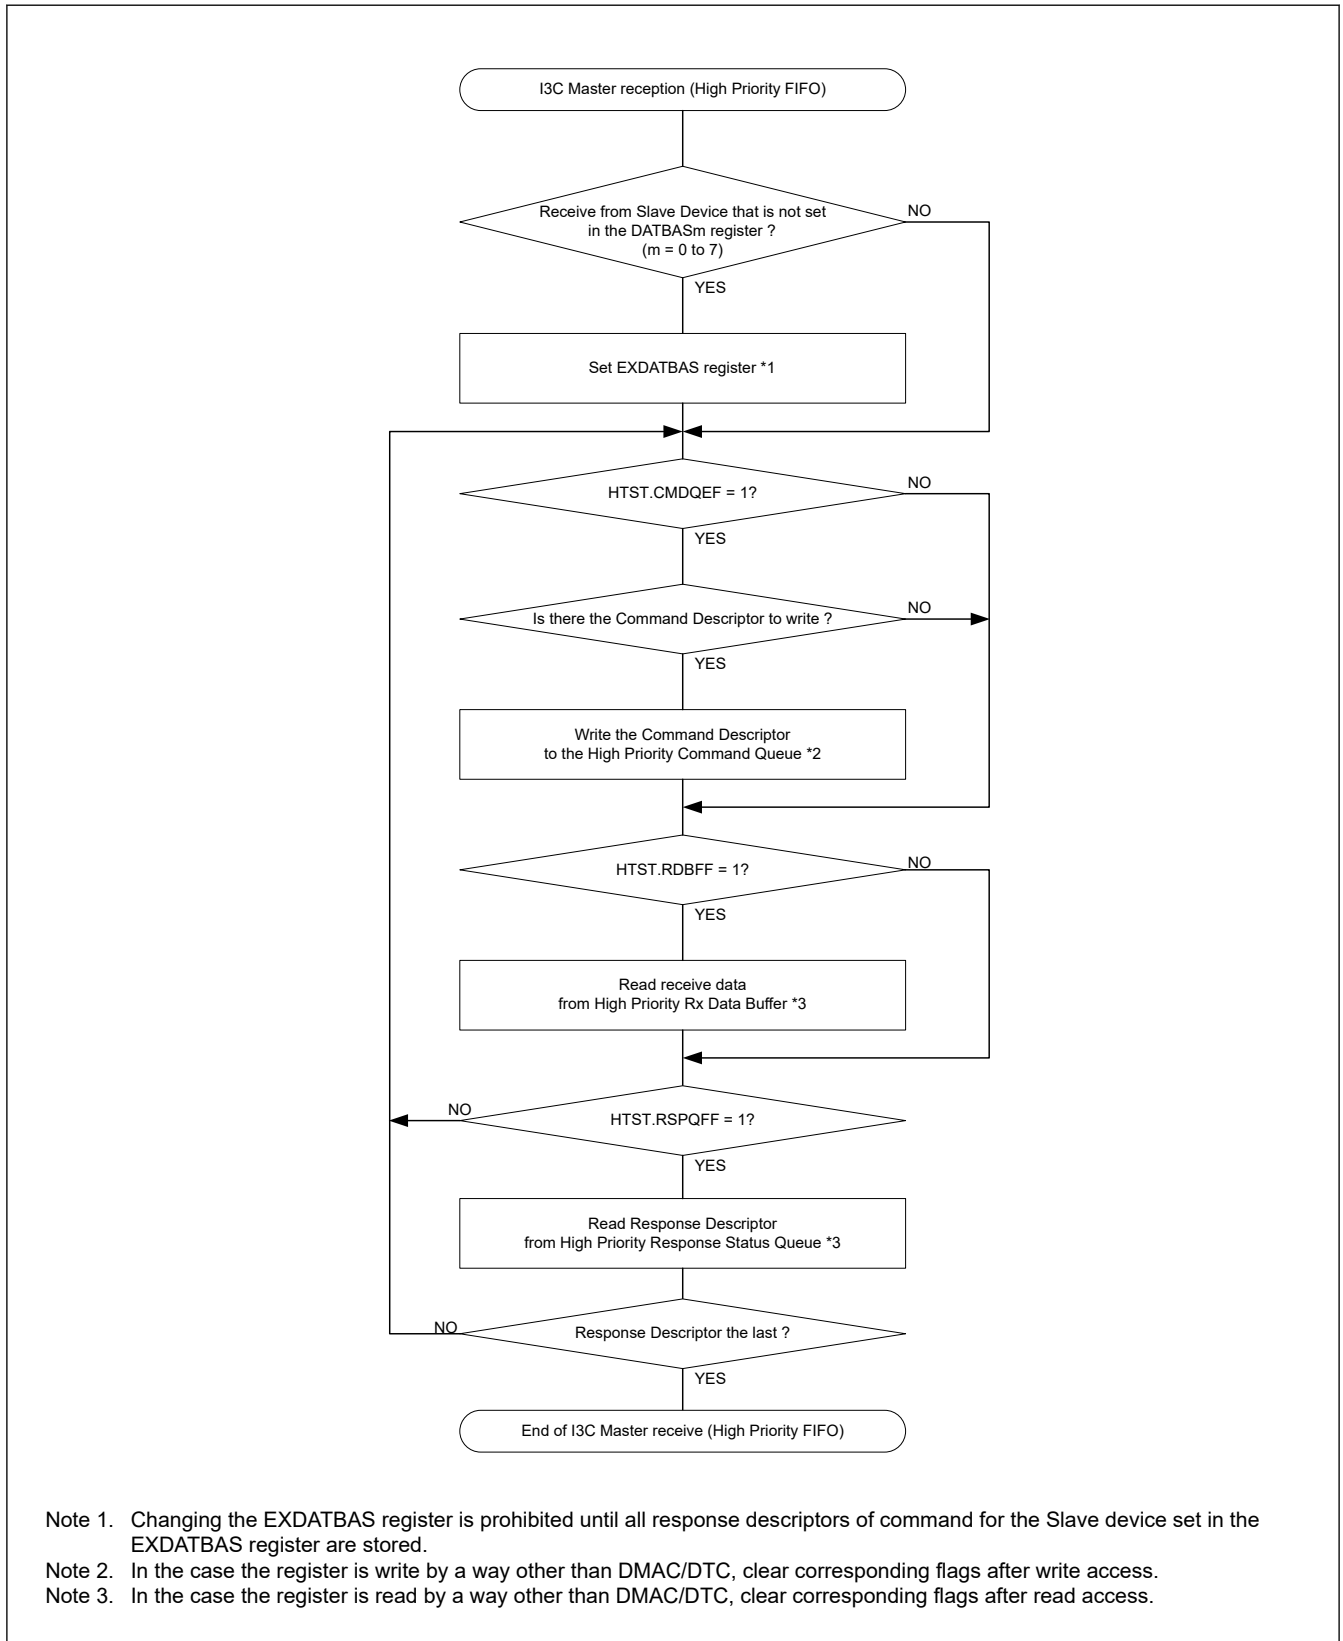 I3C Master reception (High Priority FIFO)
Receive from Slave Device that is not set
in the DATBASm register ?
(m = 0 to 7)
NO
YES
Set EXDATBAS register *1
HTST.CMDQEF = 1?
NO
YES
Is there the Command Descriptor to write ?
NO
YES
Write the Command Descriptor
to the High Priority Command Queue *2
HTST.RDBFF = 1?
NO
YES
Read receive data
from High Priority Rx Data Buffer *3
NO
HTST.RSPQFF = 1?
YES
Read Response Descriptor
from High Priority Response Status Queue *3
NO
Response Descriptor the last ?
YES
End of I3C Master receive (High Priority FIFO)
Note 1. Changing the EXDATBAS register is prohibited until all response descriptors of command for the Slave device set in the
EXDATBAS register are stored.
Note 2. In the case the register is write by a way other than DMAC/DTC, clear corresponding flags after write access.
Note 3. In the case the register is read by a way other than DMAC/DTC, clear corresponding flags after read access.